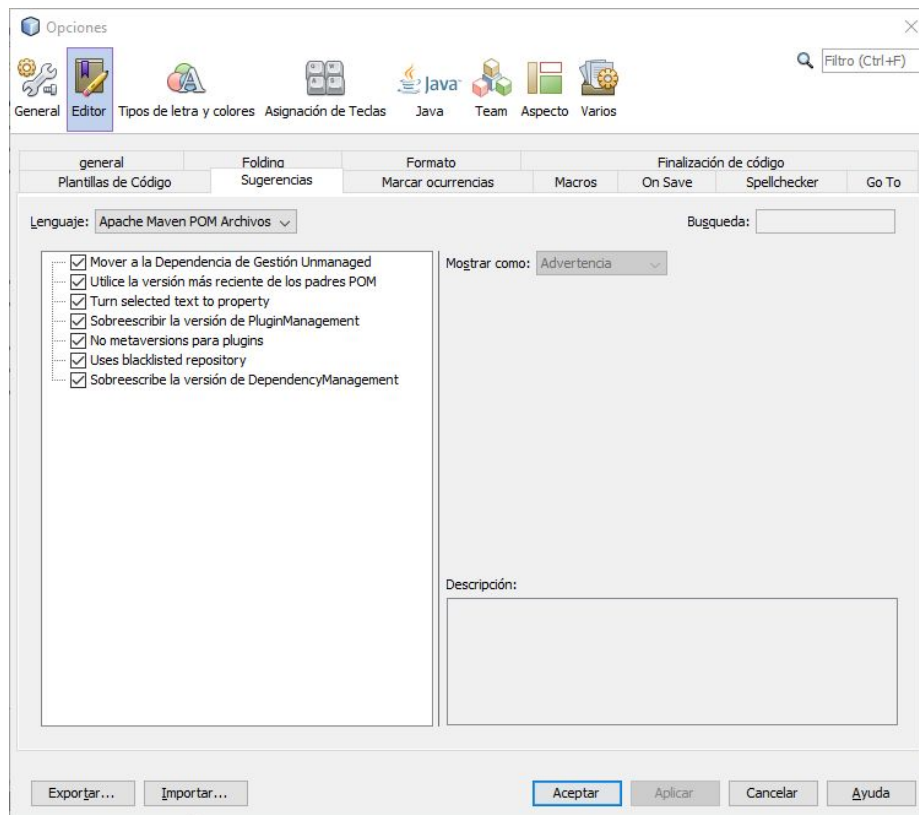 Opciones
Filtro (Ctrl+F)
General Editor Tipos de letra y colores Asignación de Teclas Java Team Aspecto Varios
general Folding Formato Finalización de código
Plantillas de Código Sugerencias Marcar ocurrencias Macros On Save Spellchecker Go To
Lenguaje: Apache Maven POM Archivos Busqueda:
Mover a la Dependencia de Gestión Unmanaged
Utilice la versión más reciente de los padres POM
Turn selected text to property
Sobreescribir la versión de PluginManagement
No metaversions para plugins
Uses blacklisted repository
Sobreescribe la versión de DependencyManagement
Mostrar como: Advertencia
Descripción:
Exportar... Importar... Aceptar Aplicar Cancelar Ayuda